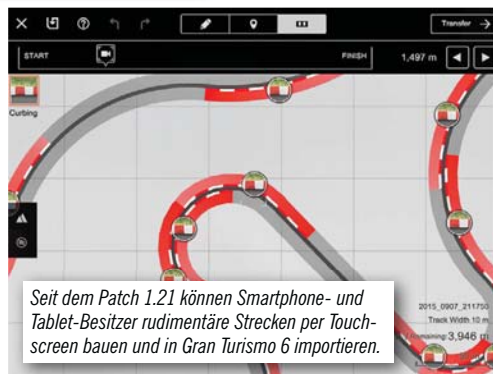 Transfer →
START
FINISH
1,497 m
Curbing
2015_0907_211750
Track Width 10 m
Remaining: 3,946 m
Seit dem Patch 1.21 können Smartphone- und
Tablet-Besitzer rudimentäre Strecken per Touch-
screen bauen und in Gran Turismo 6 importieren.